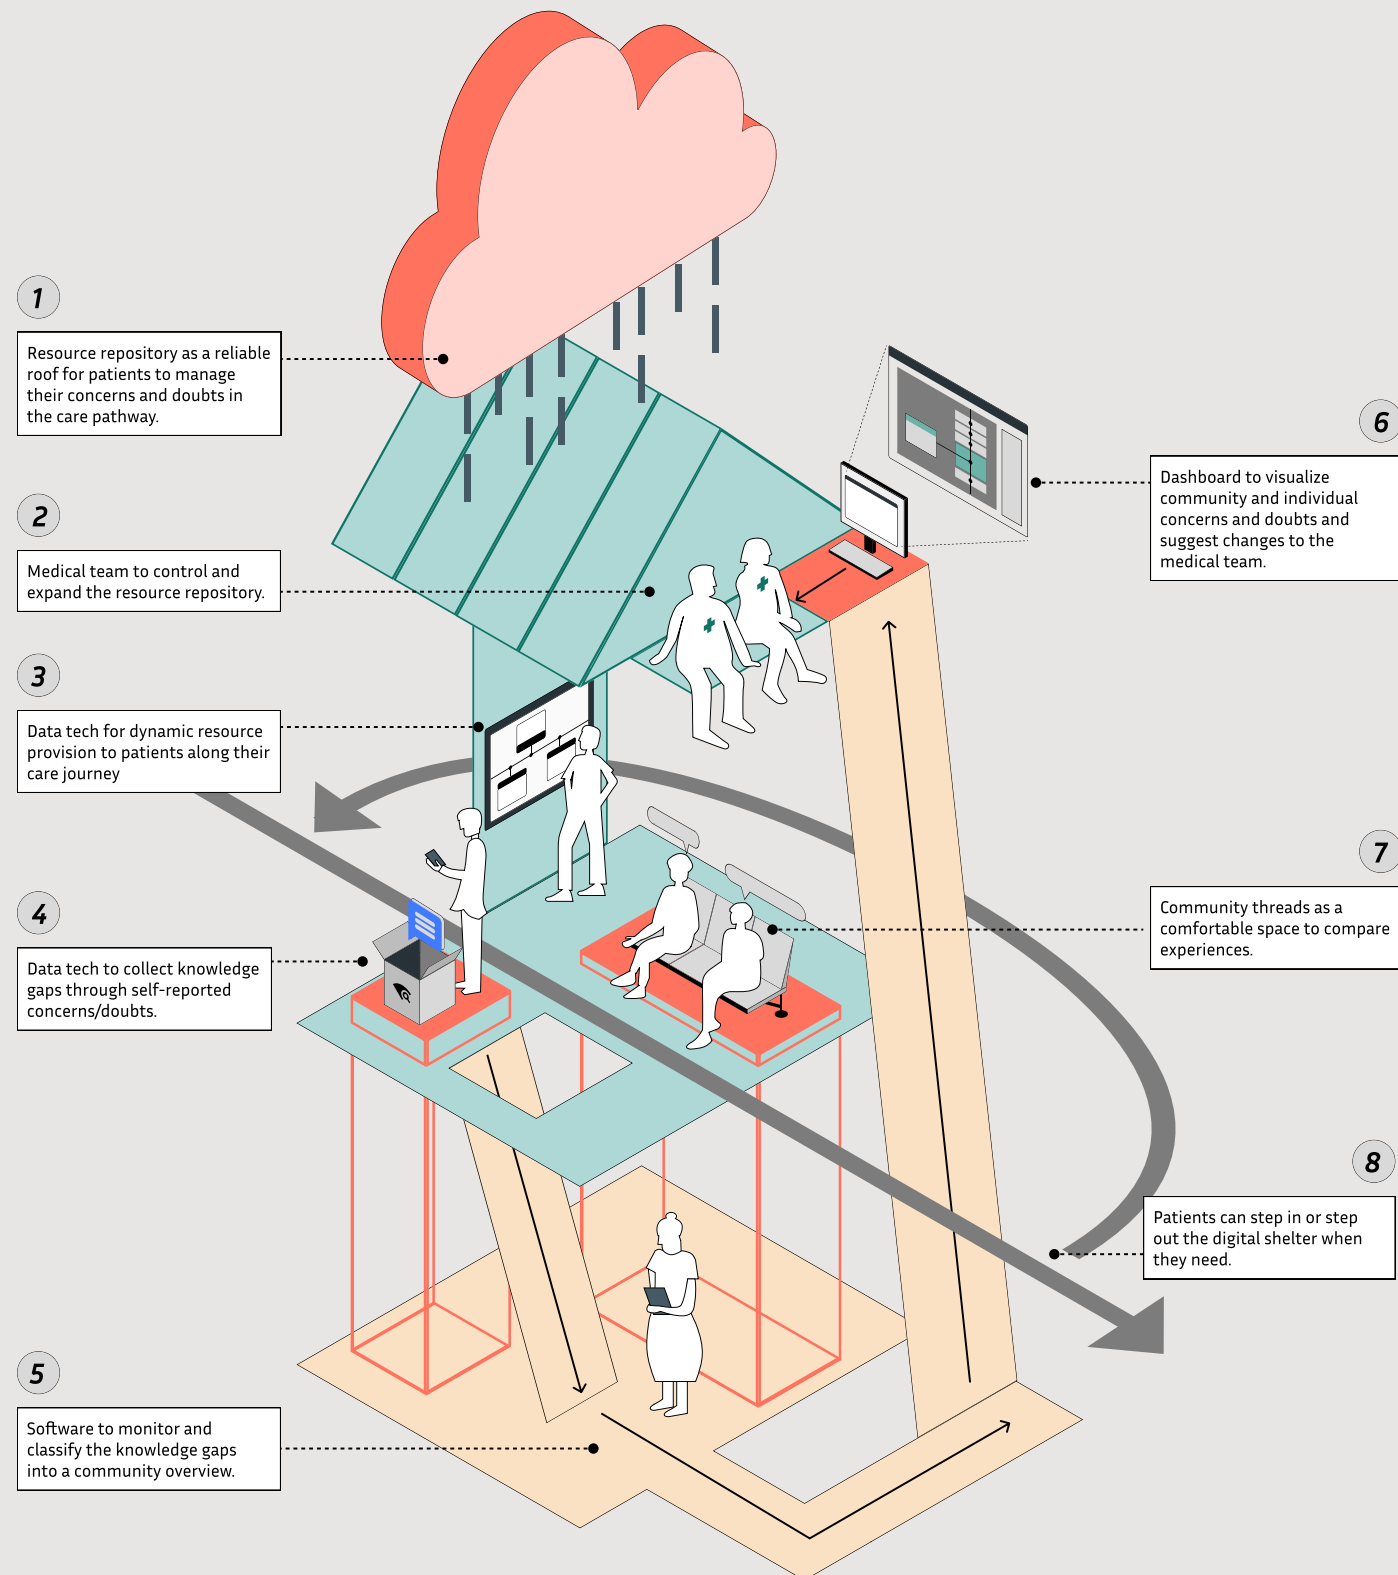 1
Resource repository as a reliable
roof for patients to manage
their concerns and doubts in
the care pathway.
2
Medical team to control and
expand the resource repository.
3
Data tech for dynamic resource
provision to patients along their
care journey
4
Data tech to collect knowledge
gaps through self-reported
concerns/doubts.
5
Software to monitor and
classify the knowledge gaps
into a community overview.
6
Dashboard to visualize
community and individual
concerns and doubts and
suggest changes to the
medical team.
7
Community threads as a
comfortable space to compare
experiences.
8
Patients can step in or step
out the digital shelter when
they need.